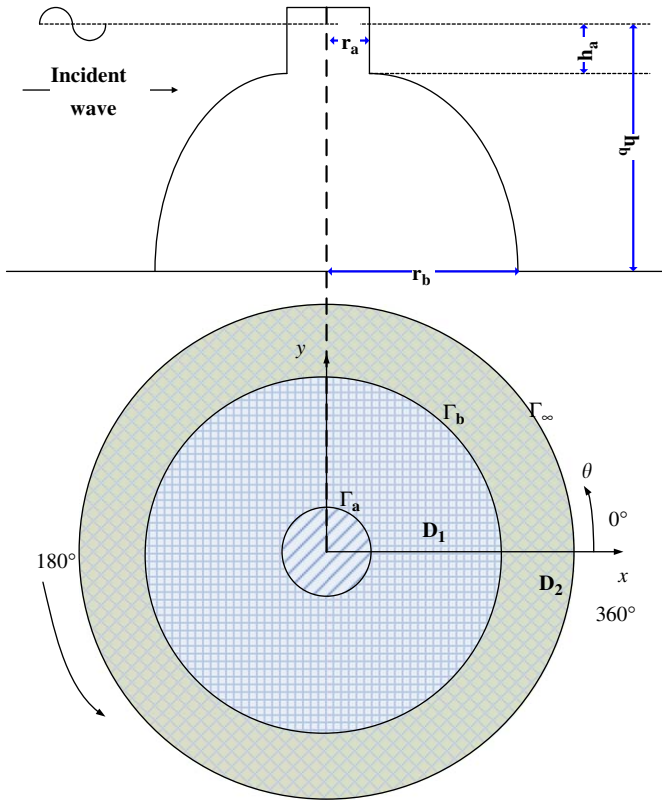 r_a
h_a
Incident
wave
h_b
r_b
y
Γ_b
Γ_∞
θ
Γ_a
0°
D_1
180°
x
D_2
360°